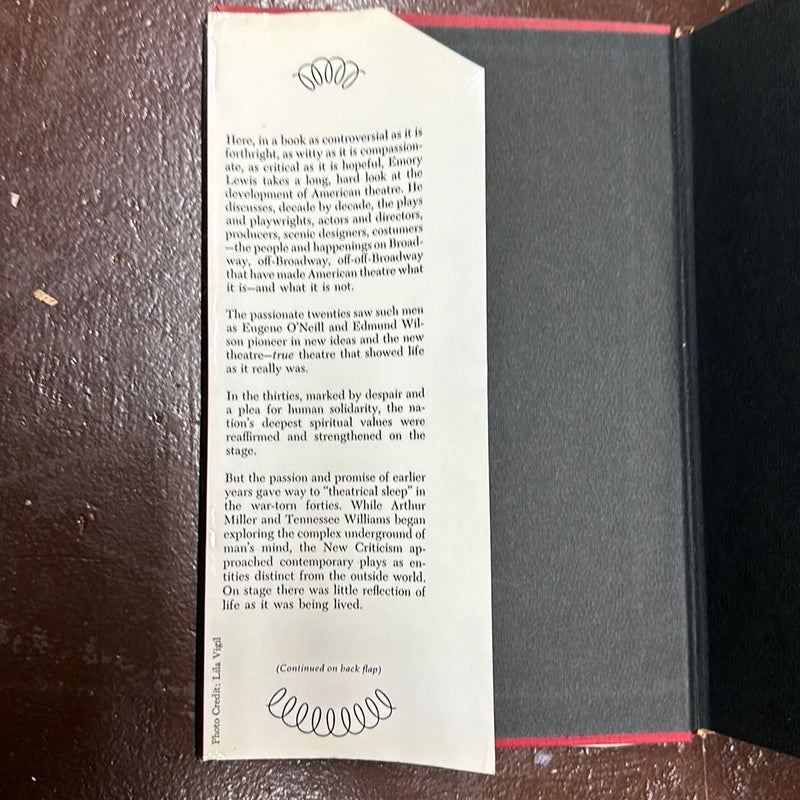 Here, in a book as controversial as it is
forthright, as witty as it is compassion-
ate, as critical as it is hopeful, Emory
Lewis takes a long, hard look at the
development of American theatre. He
discusses, decade by decade, the plays
and playwrights, actors and directors,
producers, scenic designers, costumers
—the people and happenings on Broad-
way, off-Broadway, off-off-Broadway
that have made American theatre what
it is—and what it is not.
The passionate twenties saw such men
as Eugene O'Neill and Edmund Wil-
son pioneer in new ideas and the new
theatre—true theatre that showed life
as it really was.
In the thirties, marked by despair and
a plea for human solidarity, the na-
tion's deepest spiritual values were
reaffirmed and strengthened on the
stage.
But the passion and promise of earlier
years gave way to "theatrical sleep" in
the war-torn forties. While Arthur
Miller and Tennessee Williams began
exploring the complex underground of
man's mind, the New Criticism ap-
proached contemporary plays as en-
tities distinct from the outside world.
On stage there was little reflection of
life as it was being lived.
(Continued on back flap)
Photo Credit: Lila Vigil